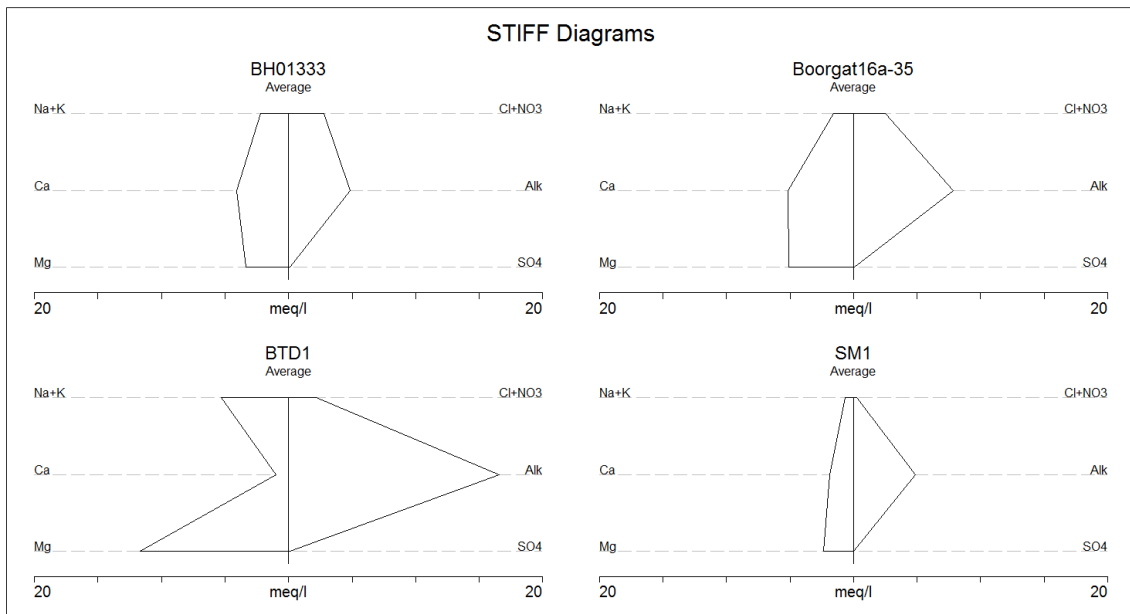 STIFF Diagrams
BH01333
Average
Na+K
Cl+NO3
Ca
Alk
Mg
SO4
20
meq/l
20
Boorgat16a-35
Average
Na+K
Cl+NO3
Ca
Alk
Mg
SO4
20
meq/l
20
BTD1
Average
Na+K
Cl+NO3
Ca
Alk
Mg
SO4
20
meq/l
20
SM1
Average
Na+K
Cl+NO3
Ca
Alk
Mg
SO4
20
meq/l
20